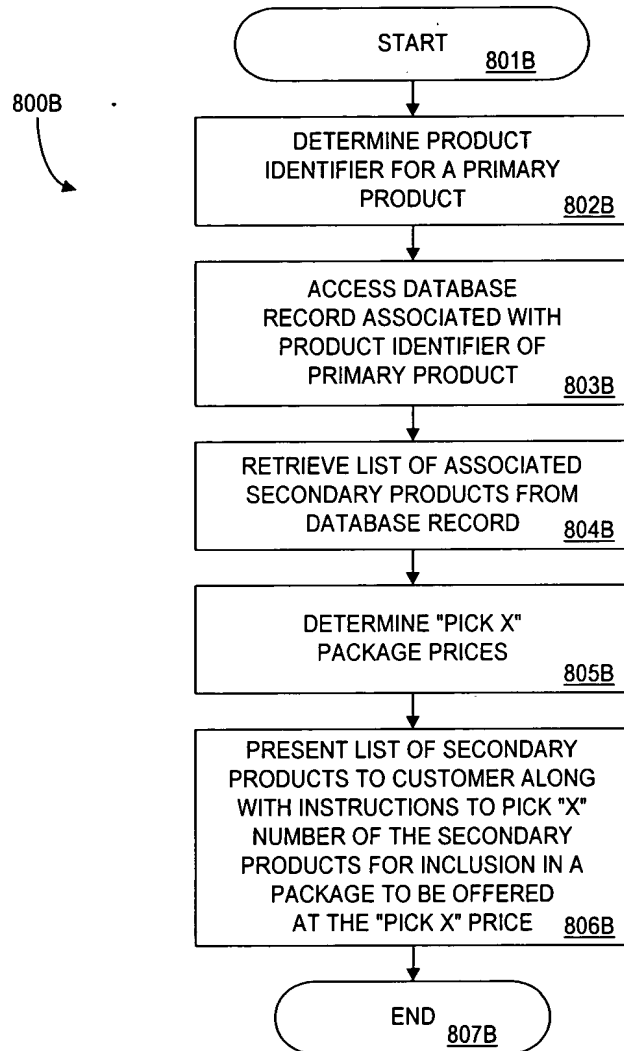 START
801B
800B
DETERMINE PRODUCT
IDENTIFIER FOR A PRIMARY
PRODUCT
802B
ACCESS DATABASE
RECORD ASSOCIATED WITH
PRODUCT IDENTIFIER OF
PRIMARY PRODUCT
803B
RETRIEVE LIST OF ASSOCIATED
SECONDARY PRODUCTS FROM
DATABASE RECORD
804B
DETERMINE "PICK X"
PACKAGE PRICES
805B
PRESENT LIST OF SECONDARY
PRODUCTS TO CUSTOMER ALONG
WITH INSTRUCTIONS TO PICK "X"
NUMBER OF THE SECONDARY
PRODUCTS FOR INCLUSION IN A
PACKAGE TO BE OFFERED
AT THE "PICK X" PRICE
806B
END
807B